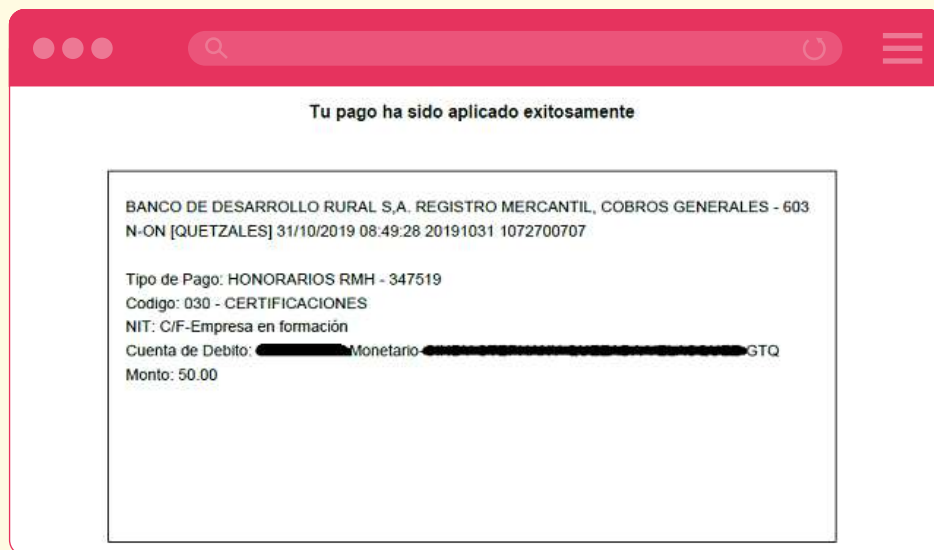 Tu pago ha sido aplicado exitosamente
BANCO DE DESARROLLO RURAL S,A. REGISTRO MERCANTIL, COBROS GENERALES - 603
N-ON [QUETZALES] 31/10/2019 08:49:28 20191031 1072700707
Tipo de Pago: HONORARIOS RMH - 347519
Codigo: 030 - CERTIFICACIONES
NIT: C/F-Empresa en formación
Cuenta de Debito: Monetario- GTQ
Monto: 50.00